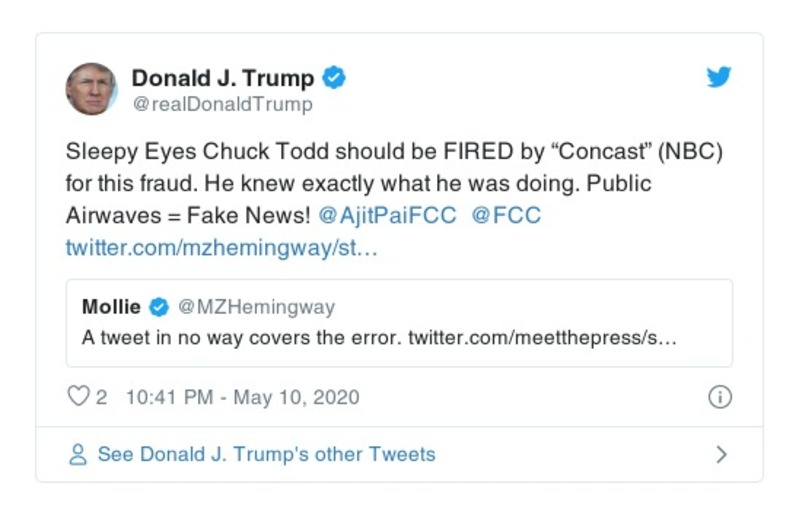 Donald J. Trump
@realDonaldTrump
Sleepy Eyes Chuck Todd should be FIRED by “Concast” (NBC)
for this fraud. He knew exactly what he was doing. Public
Airwaves = Fake News! @AjitPaiFCC @FCC
twitter.com/mzhemingway/st…
Mollie @MZHemingway
A tweet in no way covers the error. twitter.com/meetthepress/s…
2 10:41 PM - May 10, 2020
See Donald J. Trump's other Tweets